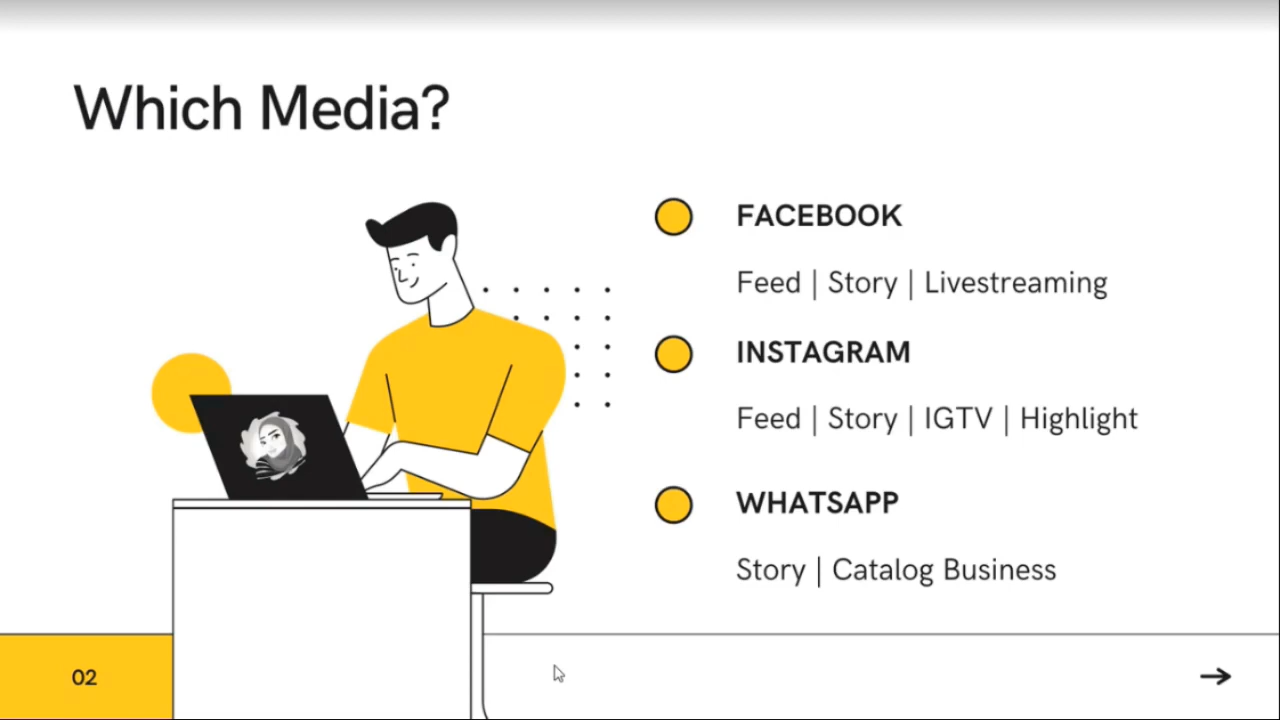 Which Media?
FACEBOOK
Feed | Story | Livestreaming
INSTAGRAM
Feed | Story | IGTV | Highlight
WHATSAPP
Story | Catalog Business
02